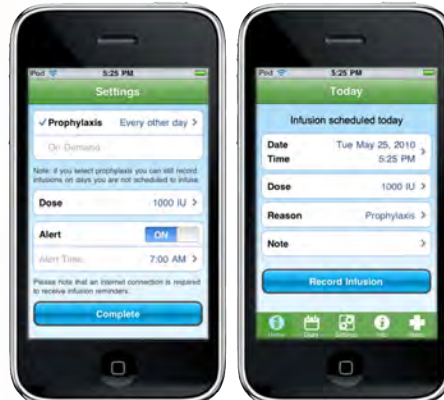 iPod 5:25 PM
Settings
✓Prophylaxis Every other day >
On Demand
Note: if you select prophylaxis you can still record
infusions on days you are not scheduled to infuse.
Dose 1000 IU >
Alert ON
Alert Time 7:00 AM >
Please note that an internet connection is required
to receive infusion reminders.
Complete
iPod 5:25 PM
Today
Infusion scheduled today
Date Tue May 25, 2010
Time 5:25 PM >
Dose 1000 IU >
Reason Prophylaxis >
Note >
Record Infusion
Home Diary Settings Info